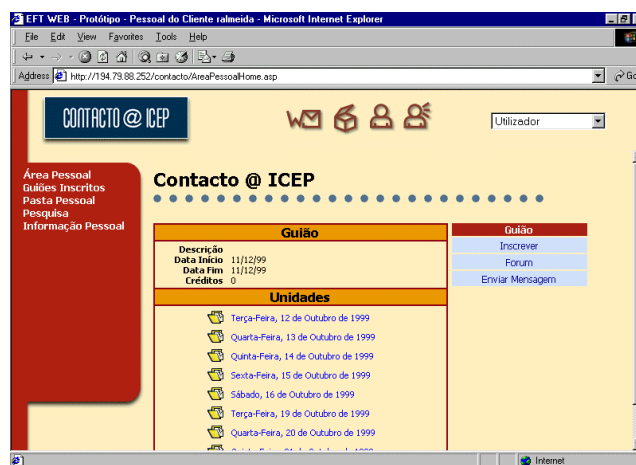 EFT WEB - Protótipo - Pessoal do Cliente ralmeida - Microsoft Internet Explorer
File Edit View Favorites Tools Help
Address http://194.79.88.252/contacto/AreaPessoalHome.asp Go
CONTACTO @ ICEP
Utilizador
Área Pessoal
Guiões Inscritos
Pasta Pessoal
Pesquisa
Informação Pessoal
Contacto @ ICEP
Guião
Descrição
Data Início 11/12/99
Data Fim 11/12/99
Créditos 0
Unidades
Terça-Feira, 12 de Outubro de 1999
Quarta-Feira, 13 de Outubro de 1999
Quinta-Feira, 14 de Outubro de 1999
Sexta-Feira, 15 de Outubro de 1999
Sábado, 16 de Outubro de 1999
Terça-Feira, 19 de Outubro de 1999
Quarta-Feira, 20 de Outubro de 1999
Guião
Inscrever
Forum
Enviar Mensagem
Internet